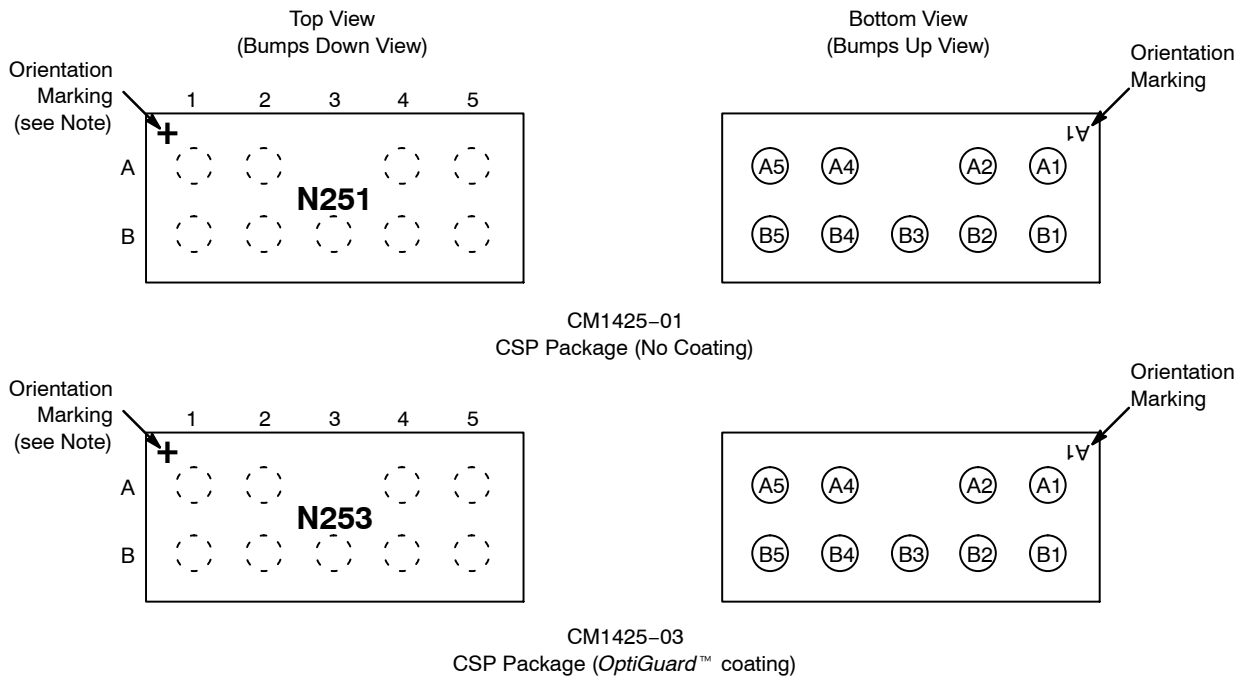 Top View
(Bumps Down View)
Bottom View
(Bumps Up View)
Orientation
Marking
(see Note)
Orientation
Marking
1 2 3 4 5
+
A1
A
A5 A4 A2 A1
N251
B
B5 B4 B3 B2 B1
CM1425−01
CSP Package (No Coating)
Orientation
Marking
(see Note)
Orientation
Marking
1 2 3 4 5
+
A1
A
A5 A4 A2 A1
N253
B
B5 B4 B3 B2 B1
CM1425−03
CSP Package (OptiGuard™ coating)